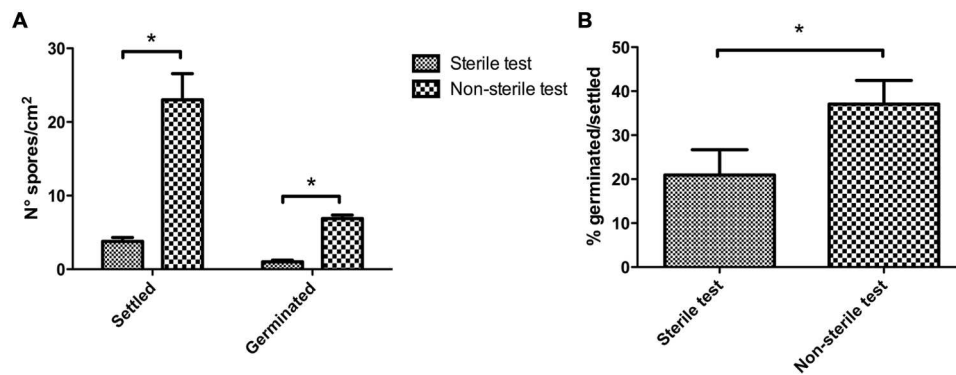 A
N° spores/cm²
30
20
10
0
*
*
Settled
Germinated
Sterile test
Non-sterile test
B
% germinated/settled
50
40
30
20
10
0
*
Sterile test
Non-sterile test